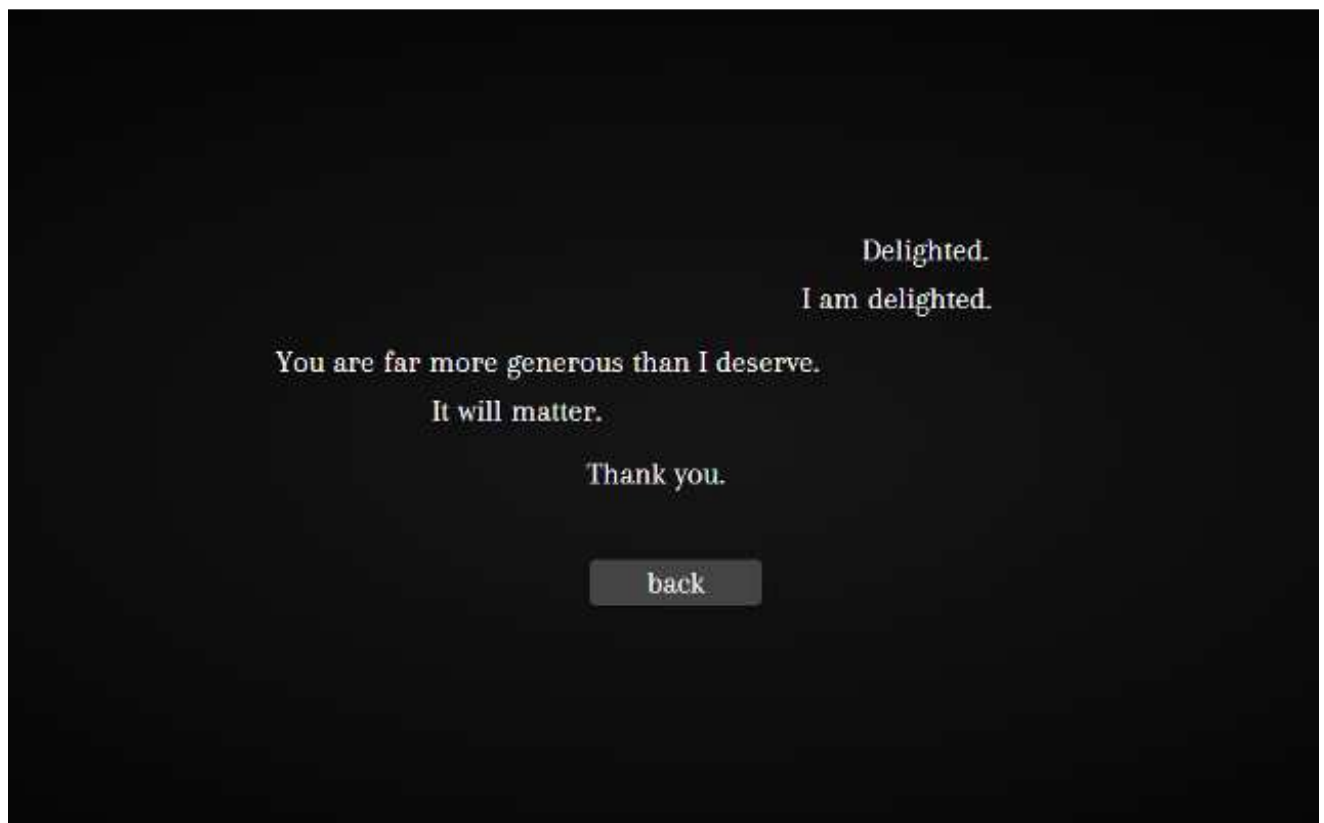 Delighted.
I am delighted.
You are far more generous than I deserve.
It will matter.
Thank you.
back